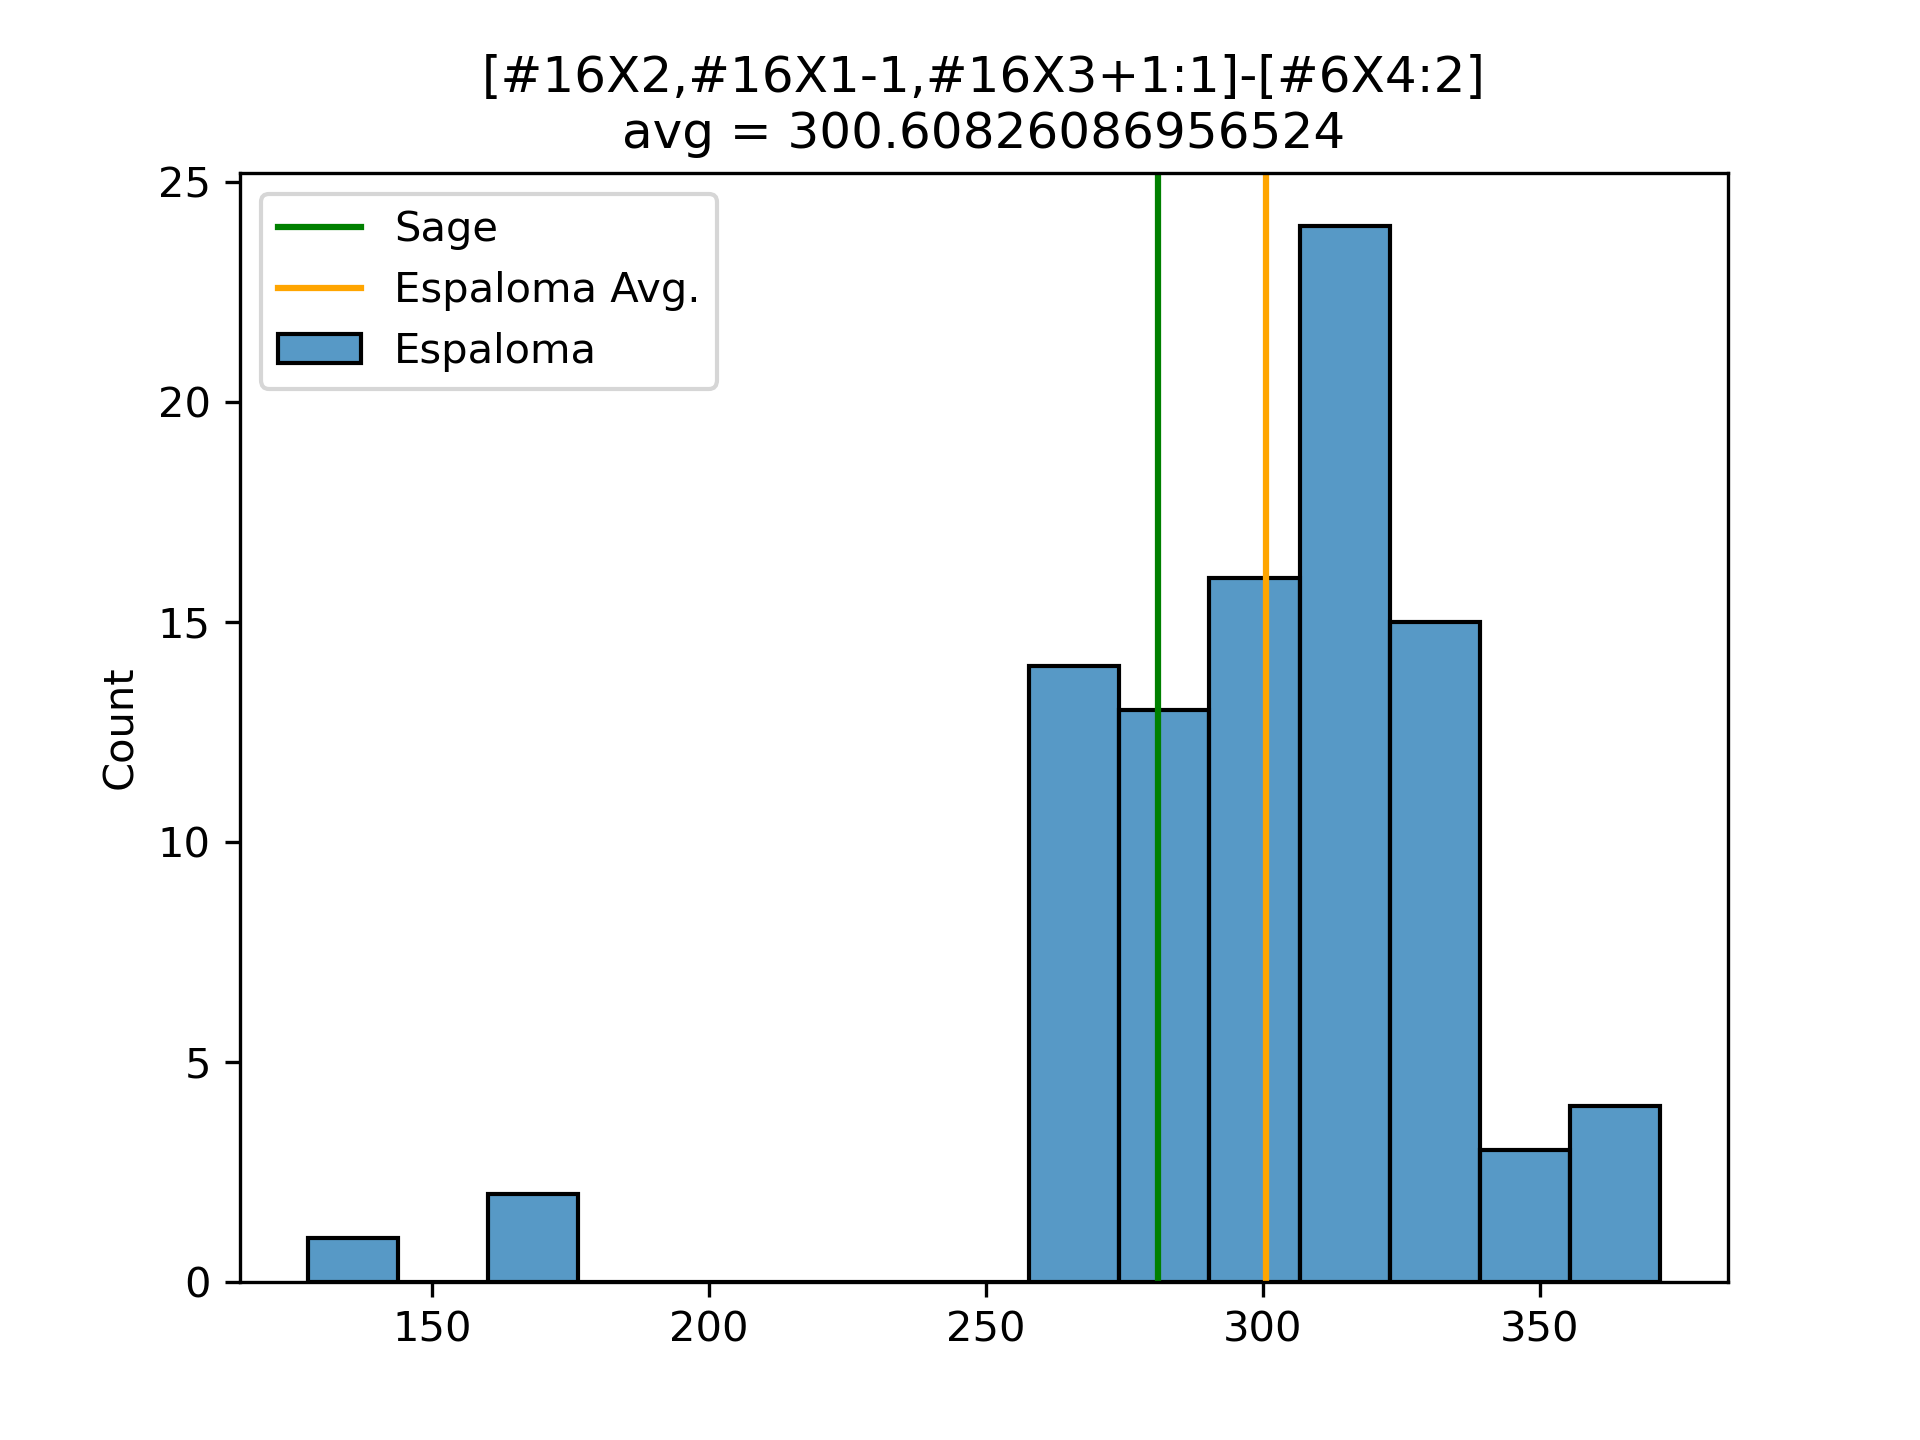 [#16X2,#16X1-1,#16X3+1:1]-[#6X4:2]
avg = 300.60826086956524
Sage
Espaloma Avg.
Espaloma
Count
25
20
15
10
5
0
150 200 250 300 350